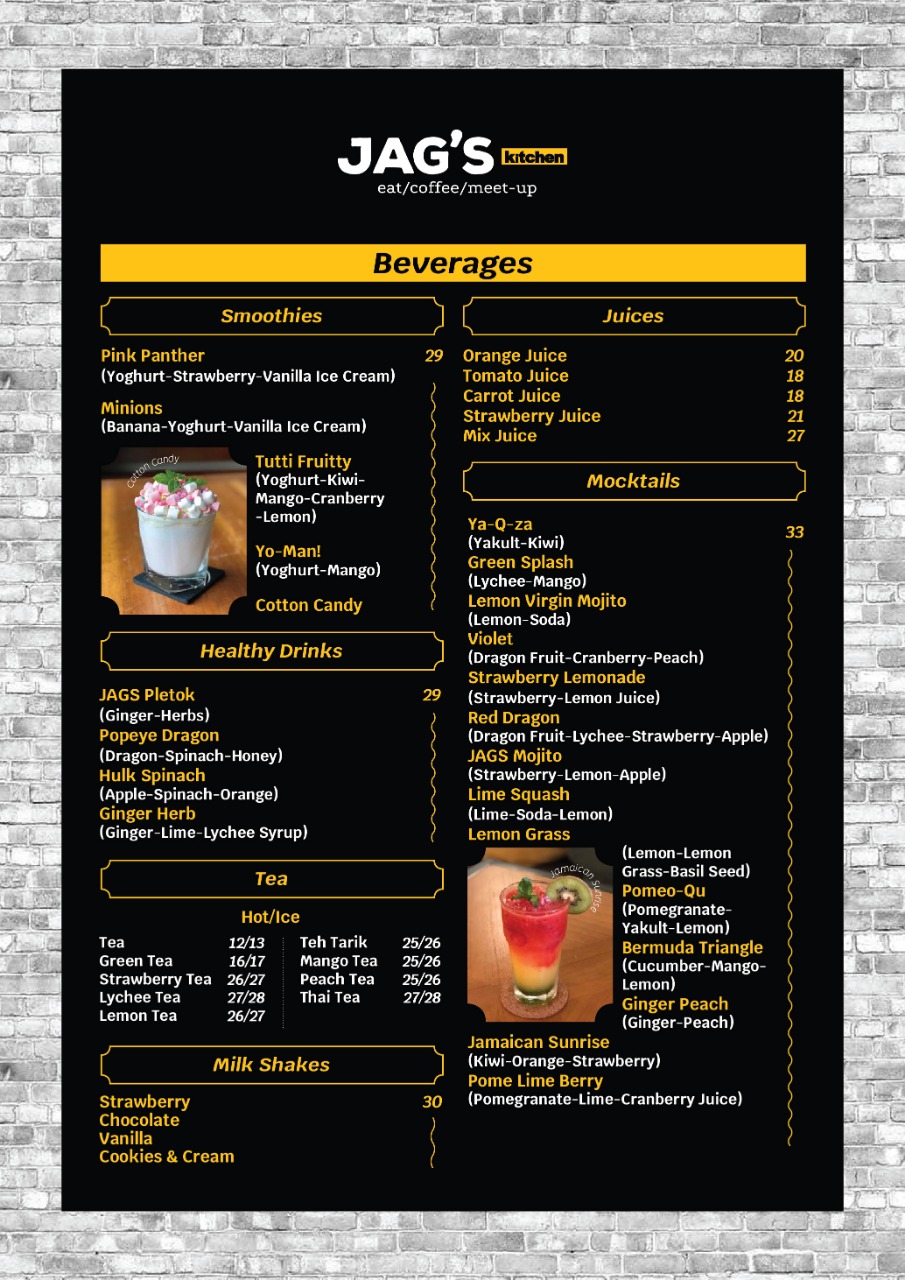 JAG'S kitchen
eat/coffee/meet-up
Beverages
Smoothies
Pink Panther 29
(Yoghurt-Strawberry-Vanilla Ice Cream)
Minions
(Banana-Yoghurt-Vanilla Ice Cream)
Cotton Candy
Tutti Fruitty
(Yoghurt-Kiwi-
Mango-Cranberry
-Lemon)
Yo-Man!
(Yoghurt-Mango)
Cotton Candy
Healthy Drinks
JAGS Pletok 29
(Ginger-Herbs)
Popeye Dragon
(Dragon-Spinach-Honey)
Hulk Spinach
(Apple-Spinach-Orange)
Ginger Herb
(Ginger-Lime-Lychee Syrup)
Tea
Hot/Ice
Tea 12/13
Green Tea 16/17
Strawberry Tea 26/27
Lychee Tea 27/28
Lemon Tea 26/27
Teh Tarik 25/26
Mango Tea 25/26
Peach Tea 25/26
Thai Tea 27/28
Milk Shakes
Strawberry 30
Chocolate
Vanilla
Cookies & Cream
Juices
Orange Juice 20
Tomato Juice 18
Carrot Juice 18
Strawberry Juice 21
Mix Juice 27
Mocktails
Ya-Q-za 33
(Yakult-Kiwi)
Green Splash
(Lychee-Mango)
Lemon Virgin Mojito
(Lemon-Soda)
Violet
(Dragon Fruit-Cranberry-Peach)
Strawberry Lemonade
(Strawberry-Lemon Juice)
Red Dragon
(Dragon Fruit-Lychee-Strawberry-Apple)
JAGS Mojito
(Strawberry-Lemon-Apple)
Lime Squash
(Lime-Soda-Lemon)
Lemon Grass
(Lemon-Lemon
Grass-Basil Seed)
Jamaican Sunrise
Pomeo-Qu
(Pomegranate-
Yakult-Lemon)
Bermuda Triangle
(Cucumber-Mango-
Lemon)
Ginger Peach
(Ginger-Peach)
Jamaican Sunrise
(Kiwi-Orange-Strawberry)
Pome Lime Berry
(Pomegranate-Lime-Cranberry Juice)